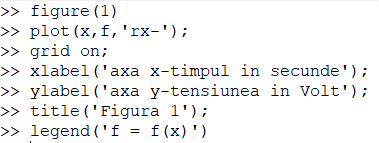 >> figure(1)
>> plot(x,f,'rx-');
>> grid on;
>> xlabel('axa x-timpul in secunde');
>> ylabel('axa y-tensiunea in Volt');
>> title('Figura 1');
>> legend('f = f(x)')